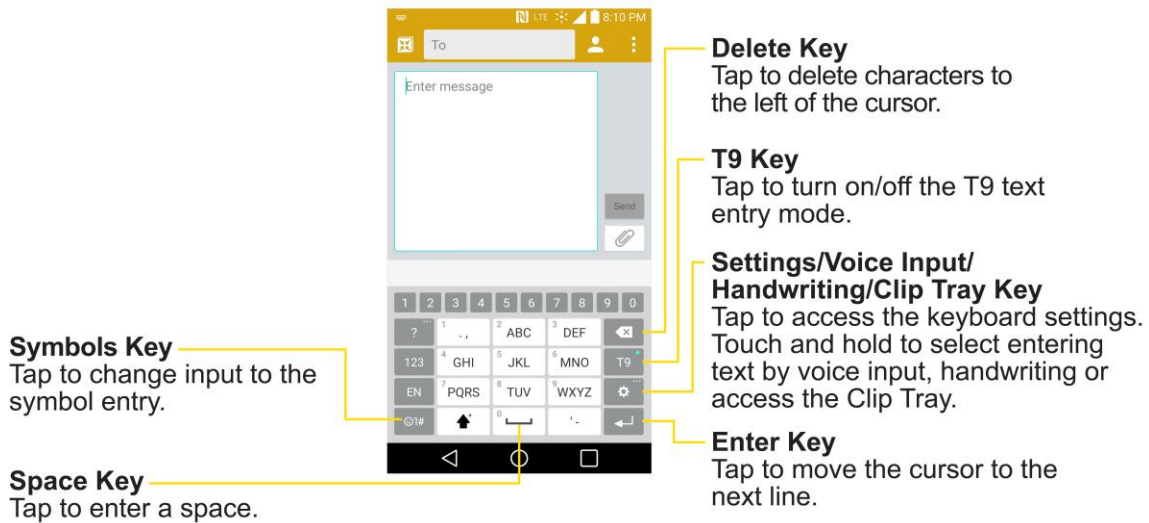 LTE 8:10 PM
To
Enter message
Send
1 2 3 4 5 6 7 8 9 0
? ... 1 ., 2 ABC 3 DEF
123 4 GHI 5 JKL 6 MNO T9
EN 7 PQRS 8 TUV 9 WXYZ ...
☺1# 0 ' -
Delete Key
Tap to delete characters to
the left of the cursor.
T9 Key
Tap to turn on/off the T9 text
entry mode.
Settings/Voice Input/
Handwriting/Clip Tray Key
Tap to access the keyboard settings.
Touch and hold to select entering
text by voice input, handwriting or
access the Clip Tray.
Enter Key
Tap to move the cursor to the
next line.
Symbols Key
Tap to change input to the
symbol entry.
Space Key
Tap to enter a space.